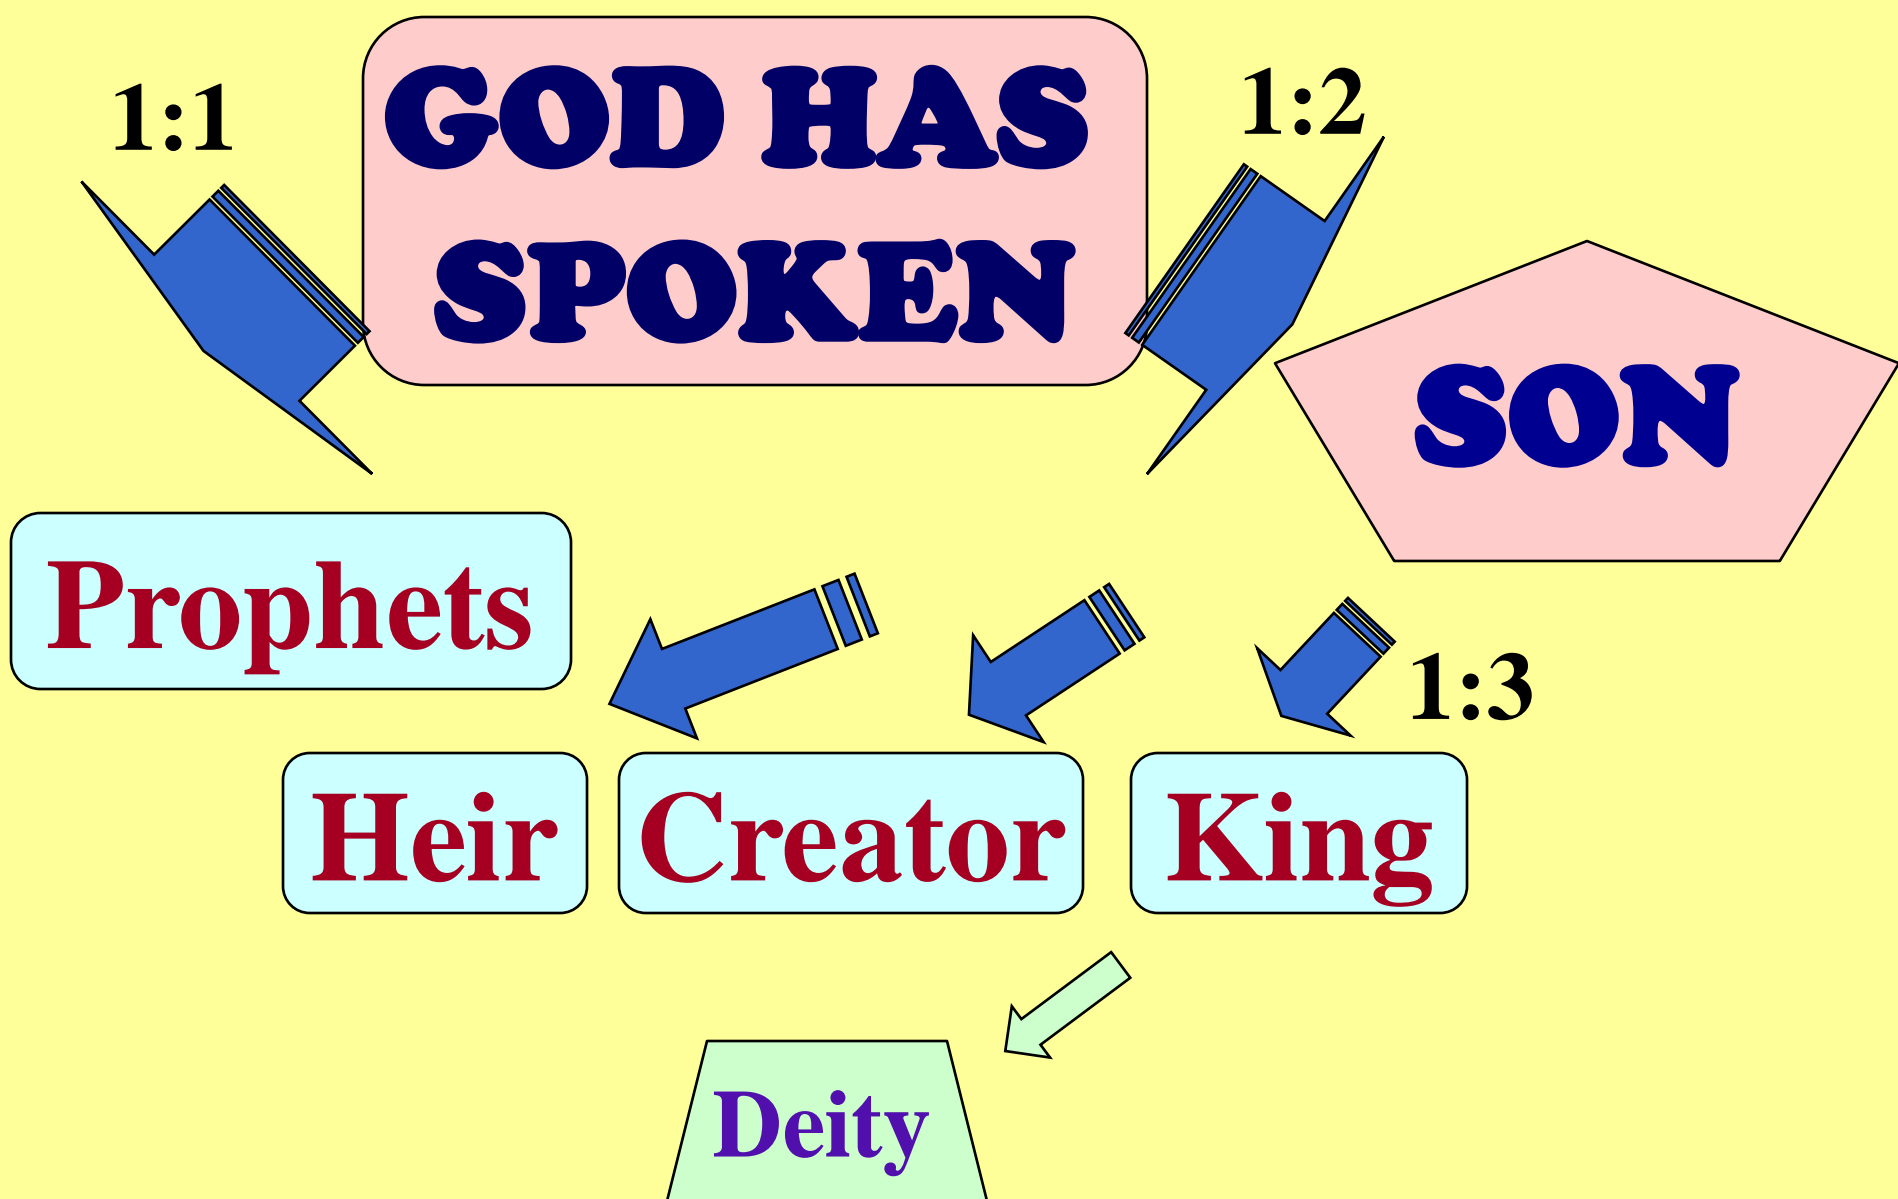 GOD HAS
SPOKEN
1:1
1:2
SON
Prophets
1:3
Heir
Creator
King
Deity